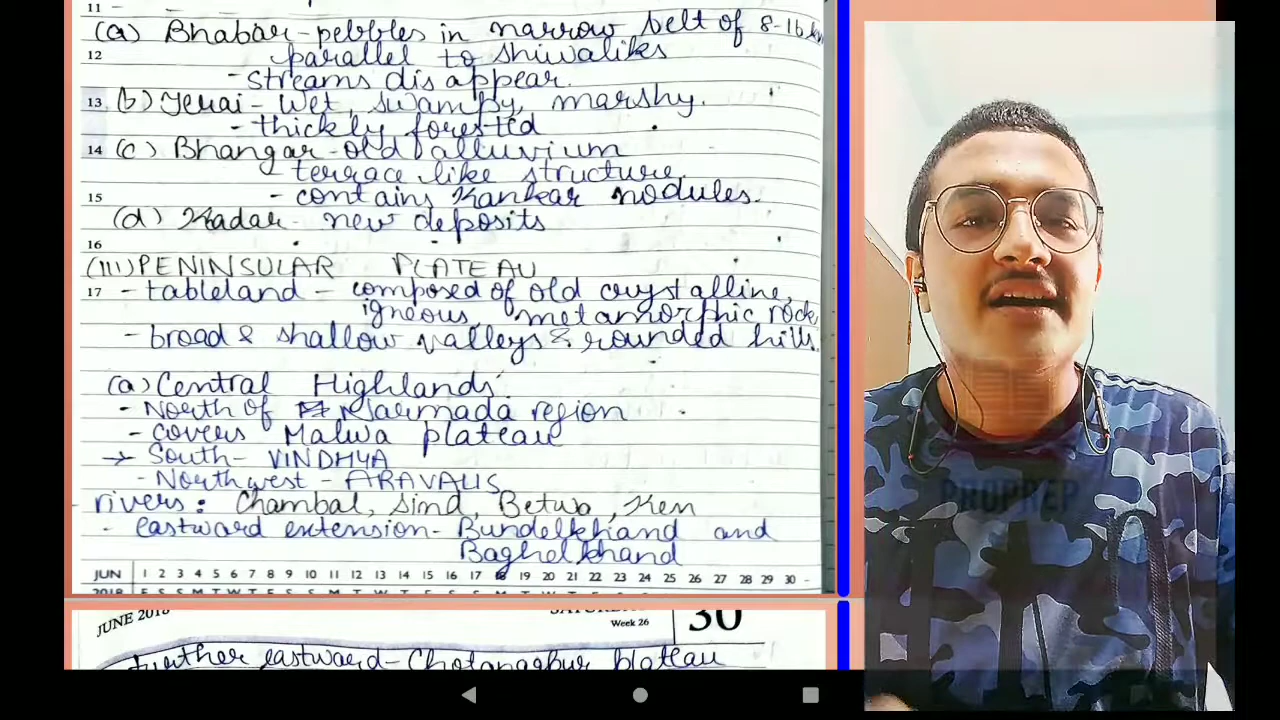 11
(a) Bhabar - pebbles in narrow belt of 8-16 km
12 parallel to shiwaliks
- streams disappear.
13 (b) Terai - Wet, swampy, marshy.
- thickly forested
14 (c) Bhangar - old alluvium
terrace like structure
15 - contains Kankar nodules.
(d) Kadar - new deposits
16
(III) PENINSULAR PLATEAU
17 - tableland - composed of old crystalline,
igneous metamorphic rock
- broad & shallow valleys & rounded hills.
(a) Central Highlands
- North of Narmada region
- covers Malwa plateau
→ South - VINDHYA
- Northwest - ARAVALIS
- rivers: Chambal, Sind, Betwa, Ken
- eastward extension - Bundelkhand and
Baghelkhand
JUN 1 2 3 4 5 6 7 8 9 10 11 12 13 14 15 16 17 18 19 20 21 22 23 24 25 26 27 28 29 30 -
2018 F S S M T W T F S S M T W T F S S M T W T F S S M T W T F S
JUNE 2018 SATURDAY 30
Week 26
further eastward - Chotanagpur plateau
PROPREP